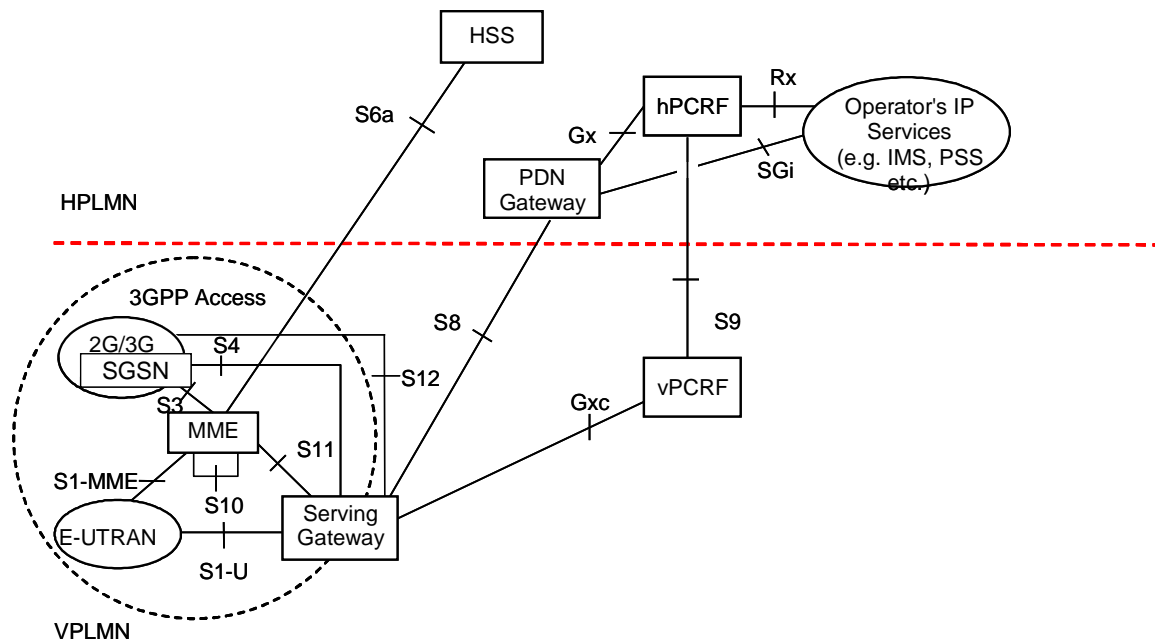 HSS
Rx
hPCRF
Operator's IP
Services
(e.g. IMS, PSS
etc.)
S6a
Gx
SGi
PDN
Gateway
HPLMN
3GPP Access
2G/3G
SGSN
S4
S8
S9
S12
S3
vPCRF
Gxc
MME
S11
S1-MME
S10
Serving
Gateway
E-UTRAN
S1-U
VPLMN